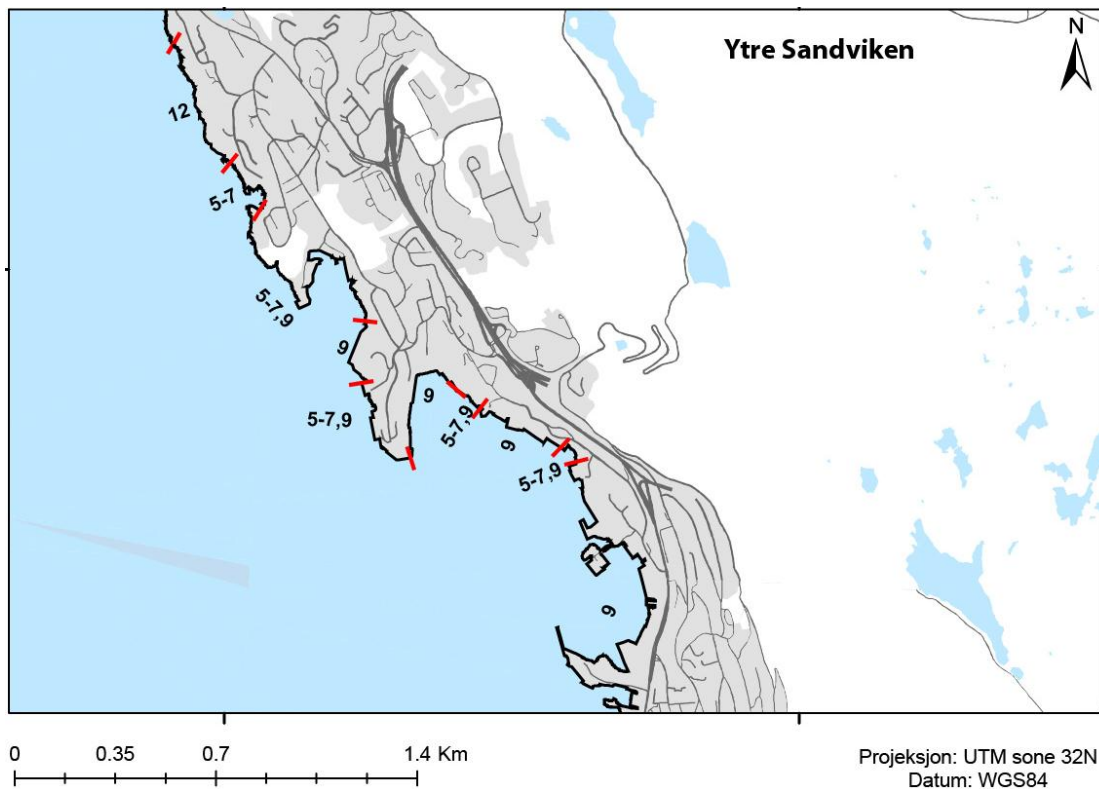 Ytre Sandviken
N
12
5-7
5-7,9
9
5-7,9
9
5-7,9
9
5-7,9
9
0 0.35 0.7 1.4 Km
Projeksjon: UTM sone 32N
Datum: WGS84